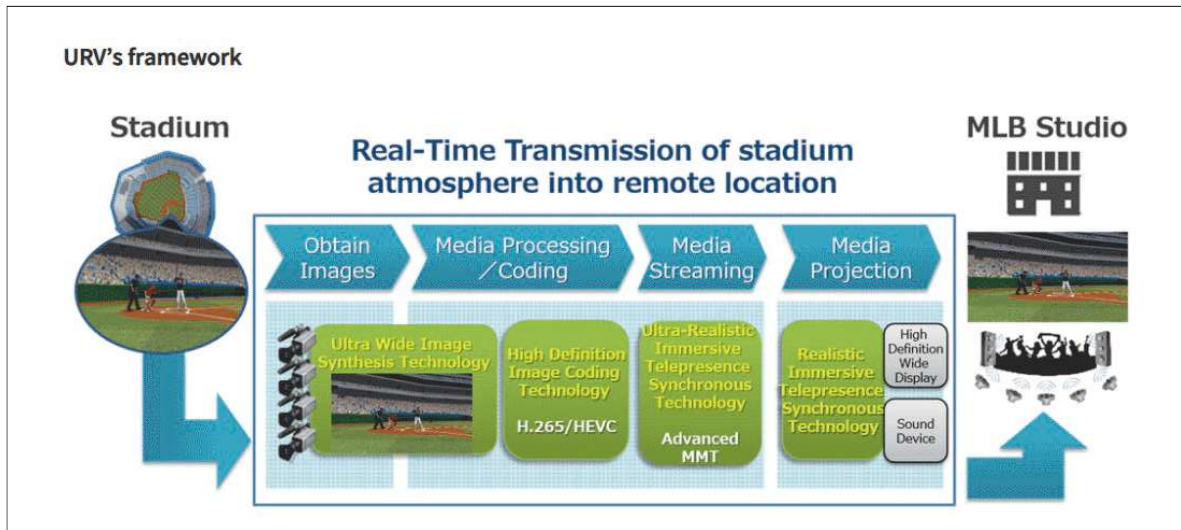 URV's framework
Stadium
MLB Studio
Real-Time Transmission of stadium
atmosphere into remote location
Obtain
Images
Media Processing
／Coding
Media
Streaming
Media
Projection
Ultra Wide Image
Synthesis Technology
High Definition
Image Coding
Technology
H.265/HEVC
Ultra-Realistic
Immersive
Telepresence
Synchronous
Technology
Advanced
MMT
Realistic
Immersive
Telepresence
Synchronous
Technology
High
Definition
Wide
Display
Sound
Device